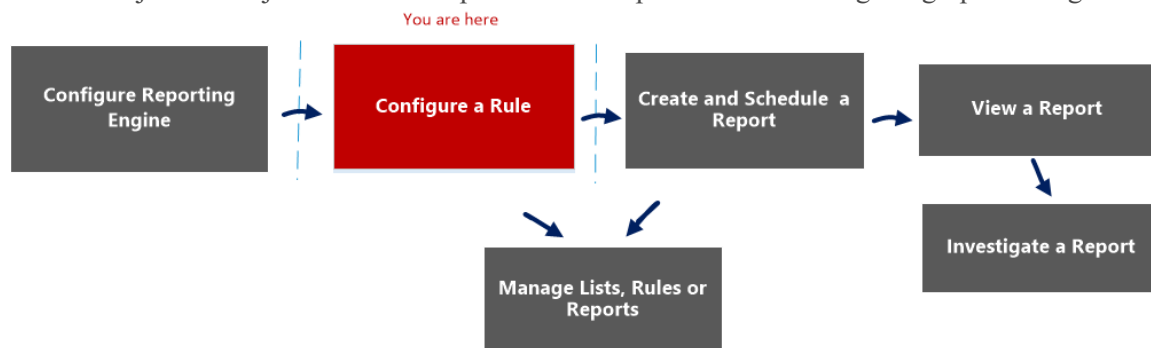 You are here
Configure Reporting
Engine
Configure a Rule
Create and Schedule a
Report
View a Report
Investigate a Report
Manage Lists, Rules or
Reports